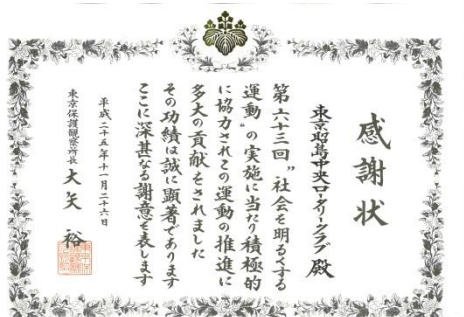 感謝状
東京昭島中央ロータリークラブ殿
第六十三回〝社会を明るくする
運動〟の実施に当たり積極的
に協力されこの運動の推進に
多大の貢献をされました
その功績は誠に顕著であります
ここに深甚なる謝意を表します
平成二十五年十一月二十六日
東京保護観察所長 大矢 裕